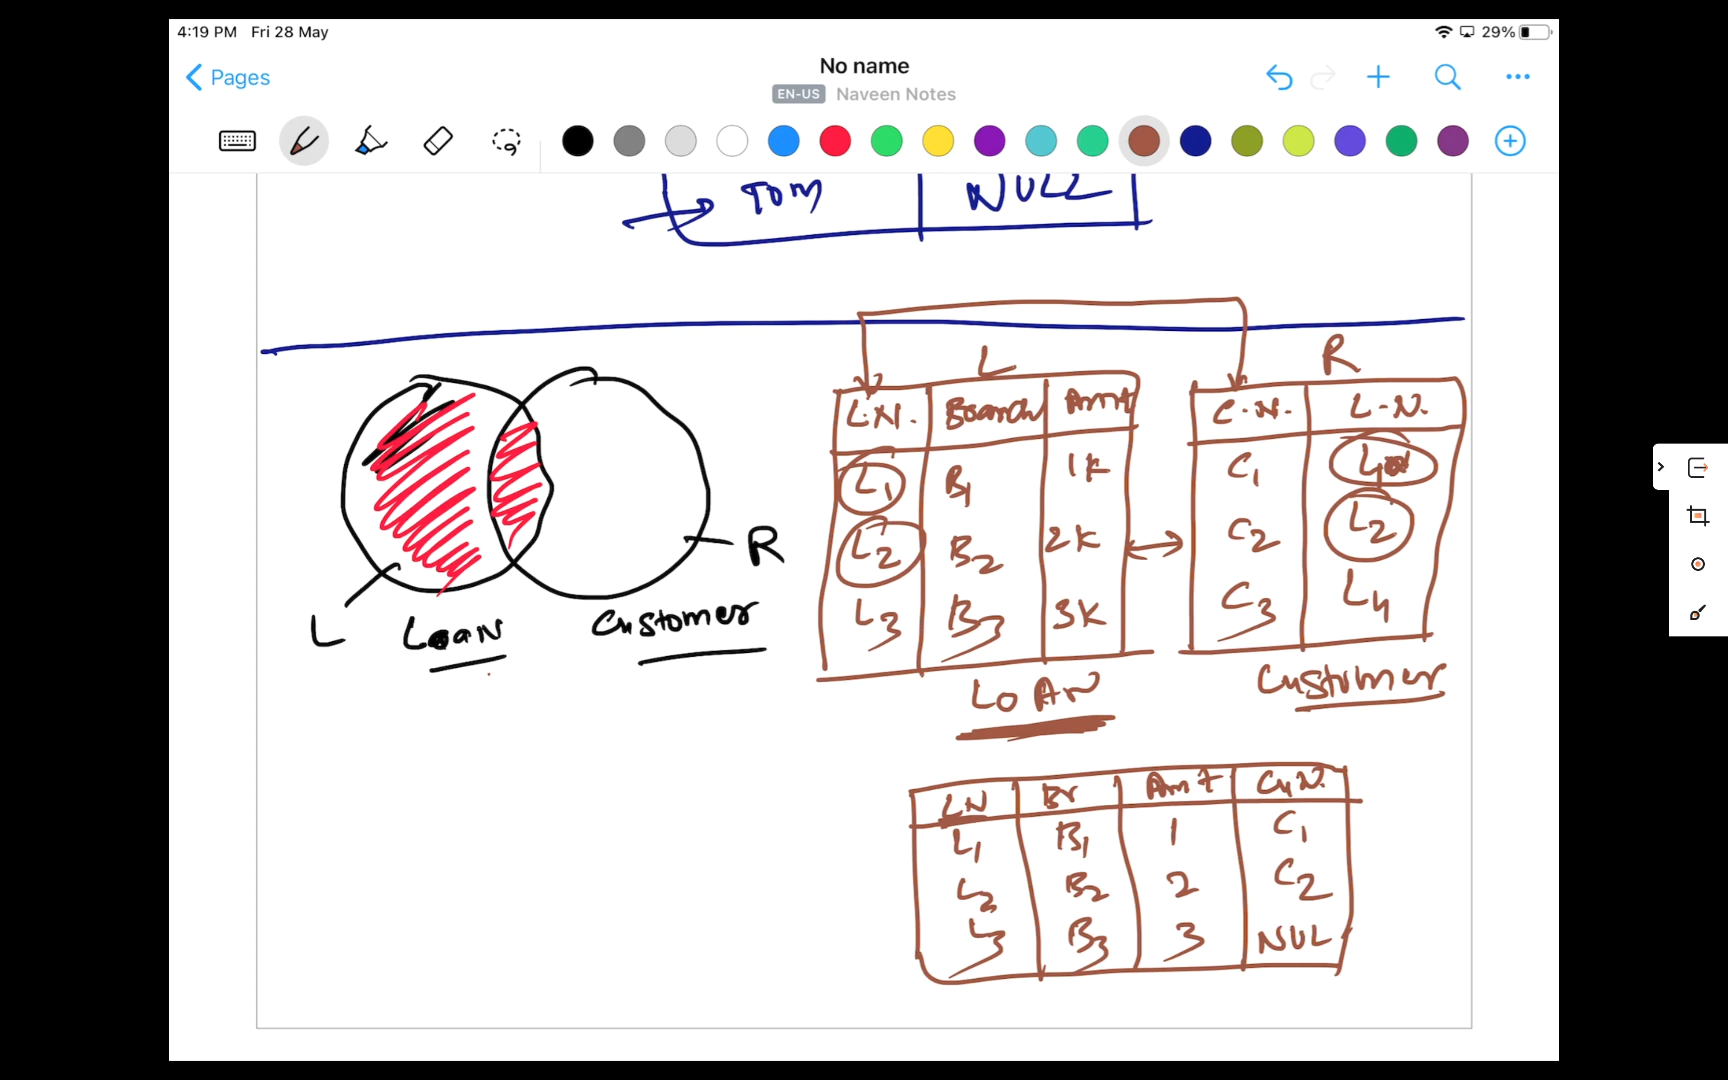 4:19 PM Fri 28 May
29%
Pages
No name
EN-US Naveen Notes
Tom NULL
L R
L.N. Branch Amt
L1 B1 1K
L2 B2 2K
L3 B3 3K
LOAN
C.N. L.N.
C1
C2 L2
C3 L4
Customer
R
L Loan Customer
LN Br Amt CuN.
L1 B1 1 C1
L2 B2 2 C2
L3 B3 3 NUL